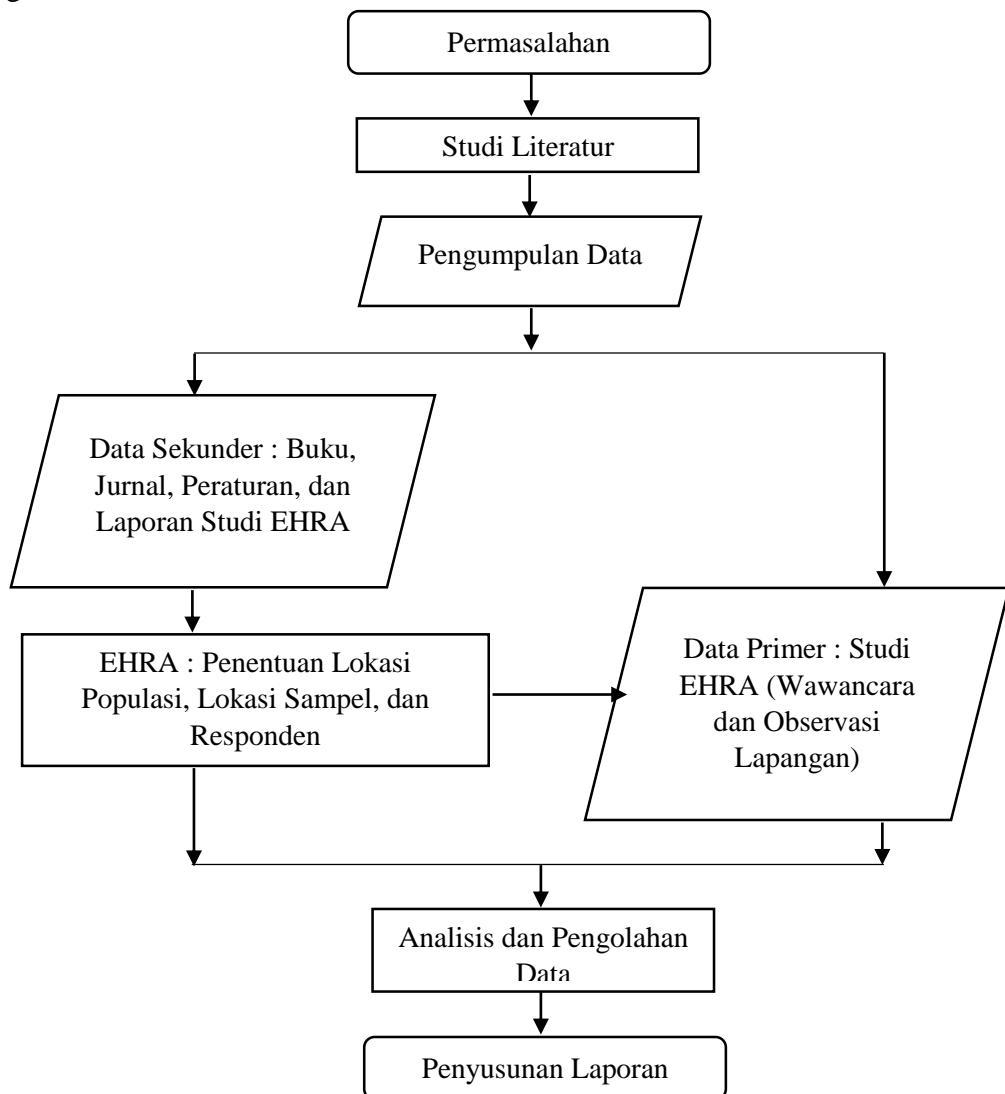 Permasalahan
Studi Literatur
Pengumpulan Data
Data Sekunder : Buku,
Jurnal, Peraturan, dan
Laporan Studi EHRA
EHRA : Penentuan Lokasi
Populasi, Lokasi Sampel, dan
Responden
Data Primer : Studi
EHRA (Wawancara
dan Observasi
Lapangan)
Analisis dan Pengolahan
Data
Penyusunan Laporan